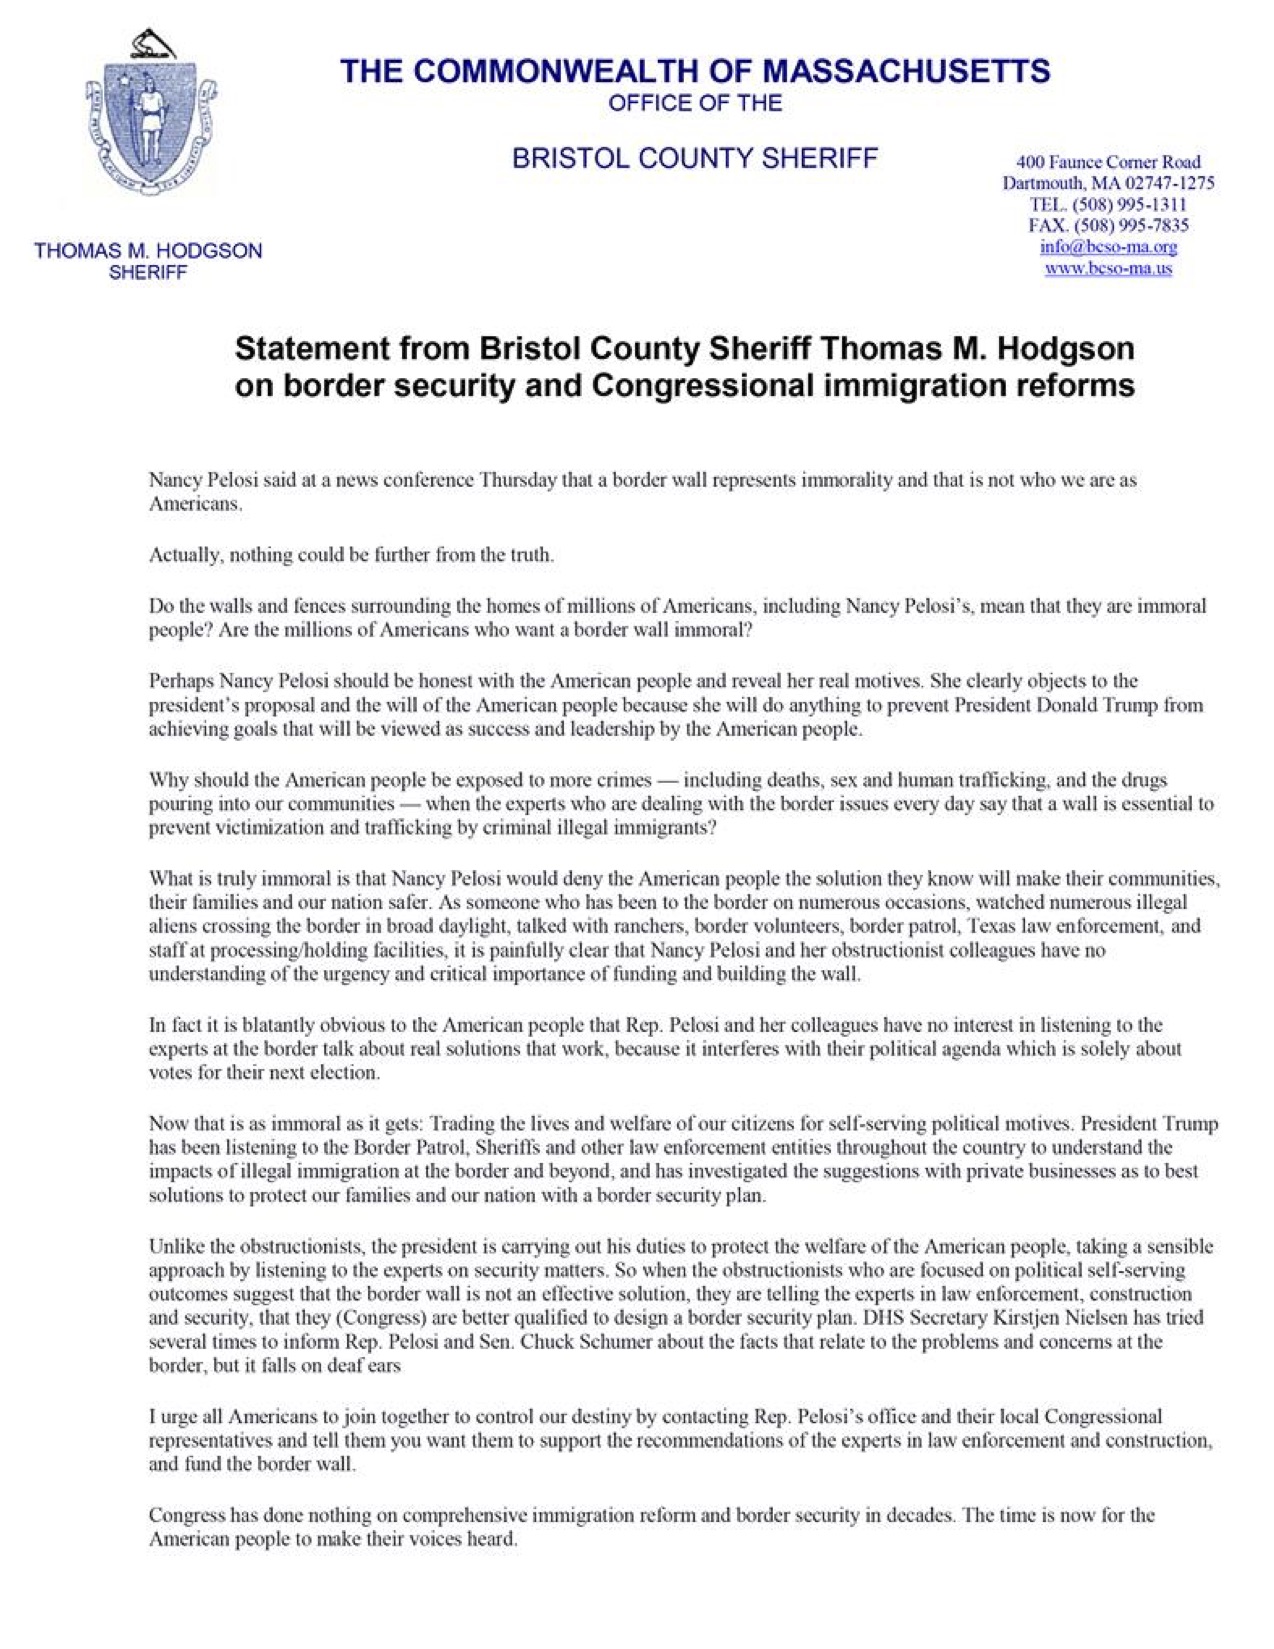 THE COMMONWEALTH OF MASSACHUSETTS
OFFICE OF THE
BRISTOL COUNTY SHERIFF
400 Faunce Corner Road
Dartmouth, MA 02747-1275
TEL. (508) 995-1311
FAX. (508) 995-7835
info@bcso-ma.org
www.bcso-ma.us
THOMAS M. HODGSON
SHERIFF
Statement from Bristol County Sheriff Thomas M. Hodgson
on border security and Congressional immigration reforms
Nancy Pelosi said at a news conference Thursday that a border wall represents immorality and that is not who we are as
Americans.
Actually, nothing could be further from the truth.
Do the walls and fences surrounding the homes of millions of Americans, including Nancy Pelosi's, mean that they are immoral
people? Are the millions of Americans who want a border wall immoral?
Perhaps Nancy Pelosi should be honest with the American people and reveal her real motives. She clearly objects to the
president's proposal and the will of the American people because she will do anything to prevent President Donald Trump from
achieving goals that will be viewed as success and leadership by the American people.
Why should the American people be exposed to more crimes — including deaths, sex and human trafficking, and the drugs
pouring into our communities — when the experts who are dealing with the border issues every day say that a wall is essential to
prevent victimization and trafficking by criminal illegal immigrants?
What is truly immoral is that Nancy Pelosi would deny the American people the solution they know will make their communities,
their families and our nation safer. As someone who has been to the border on numerous occasions, watched numerous illegal
aliens crossing the border in broad daylight, talked with ranchers, border volunteers, border patrol, Texas law enforcement, and
staff at processing/holding facilities, it is painfully clear that Nancy Pelosi and her obstructionist colleagues have no
understanding of the urgency and critical importance of funding and building the wall.
In fact it is blatantly obvious to the American people that Rep. Pelosi and her colleagues have no interest in listening to the
experts at the border talk about real solutions that work, because it interferes with their political agenda which is solely about
votes for their next election.
Now that is as immoral as it gets: Trading the lives and welfare of our citizens for self-serving political motives. President Trump
has been listening to the Border Patrol, Sheriffs and other law enforcement entities throughout the country to understand the
impacts of illegal immigration at the border and beyond, and has investigated the suggestions with private businesses as to best
solutions to protect our families and our nation with a border security plan.
Unlike the obstructionists, the president is carrying out his duties to protect the welfare of the American people, taking a sensible
approach by listening to the experts on security matters. So when the obstructionists who are focused on political self-serving
outcomes suggest that the border wall is not an effective solution, they are telling the experts in law enforcement, construction
and security, that they (Congress) are better qualified to design a border security plan. DHS Secretary Kirstjen Nielsen has tried
several times to inform Rep. Pelosi and Sen. Chuck Schumer about the facts that relate to the problems and concerns at the
border, but it falls on deaf ears
I urge all Americans to join together to control our destiny by contacting Rep. Pelosi's office and their local Congressional
representatives and tell them you want them to support the recommendations of the experts in law enforcement and construction,
and fund the border wall.
Congress has done nothing on comprehensive immigration reform and border security in decades. The time is now for the
American people to make their voices heard.